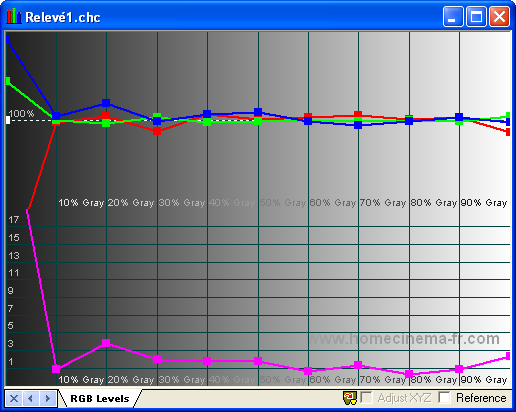 Relevé1.chc
100%
10% Gray 20% Gray 30% Gray 40% Gray 50% Gray 60% Gray 70% Gray 80% Gray 90% Gray
17
15
13
11
9
7
5
3
www.homecinema-fr.com
1
10% Gray 20% Gray 30% Gray 40% Gray 50% Gray 60% Gray 70% Gray 80% Gray 90% Gray
RGB Levels
Adjust XYZ
Reference